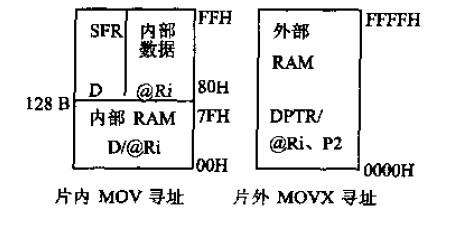 SFR
内部
数据
D
@Ri
FFH
80H
128 B
内部 RAM
D/@Ri
7FH
00H
片内 MOV 寻址
外部
RAM
DPTR/
@Ri、P2
FFFFH
0000H
片外 MOVX 寻址